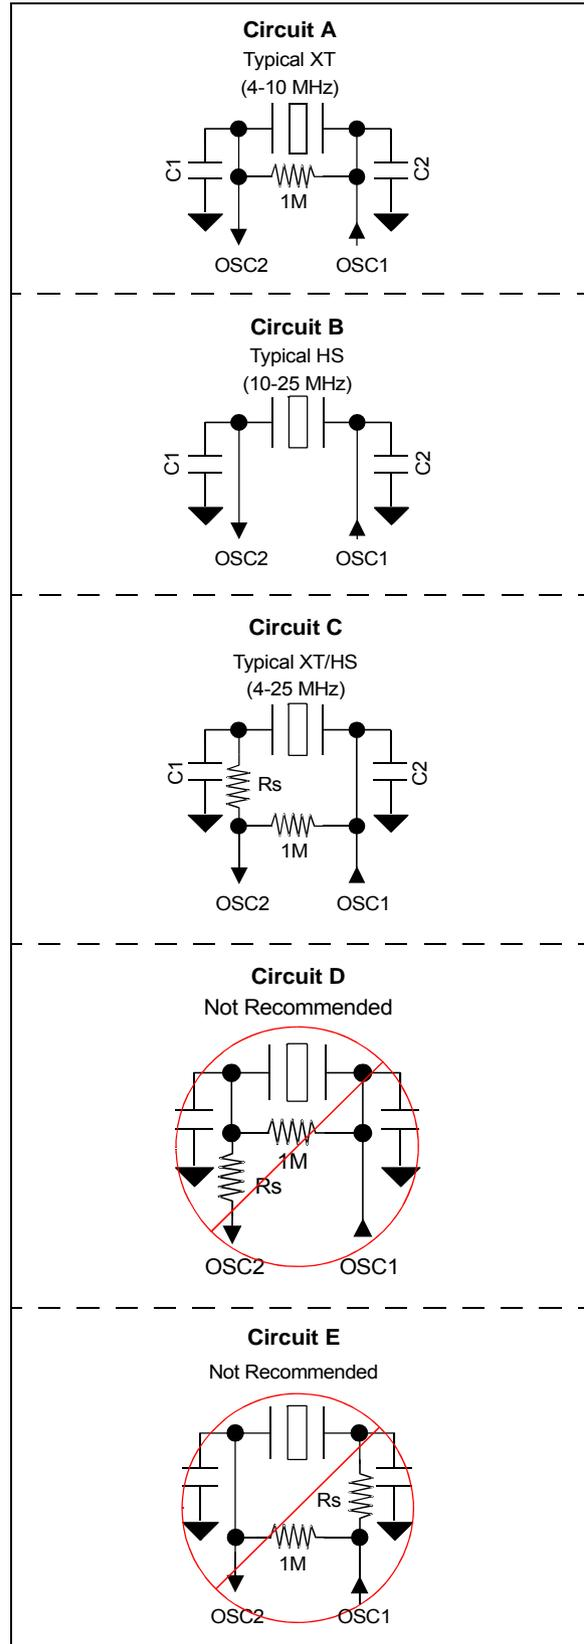 Circuit A
Typical XT
(4-10 MHz)
C1
C2
1M
OSC2 OSC1
Circuit B
Typical HS
(10-25 MHz)
C1
C2
OSC2 OSC1
Circuit C
Typical XT/HS
(4-25 MHz)
C1
Rs
C2
1M
OSC2 OSC1
Circuit D
Not Recommended
1M
Rs
OSC2 OSC1
Circuit E
Not Recommended
Rs
1M
OSC2 OSC1